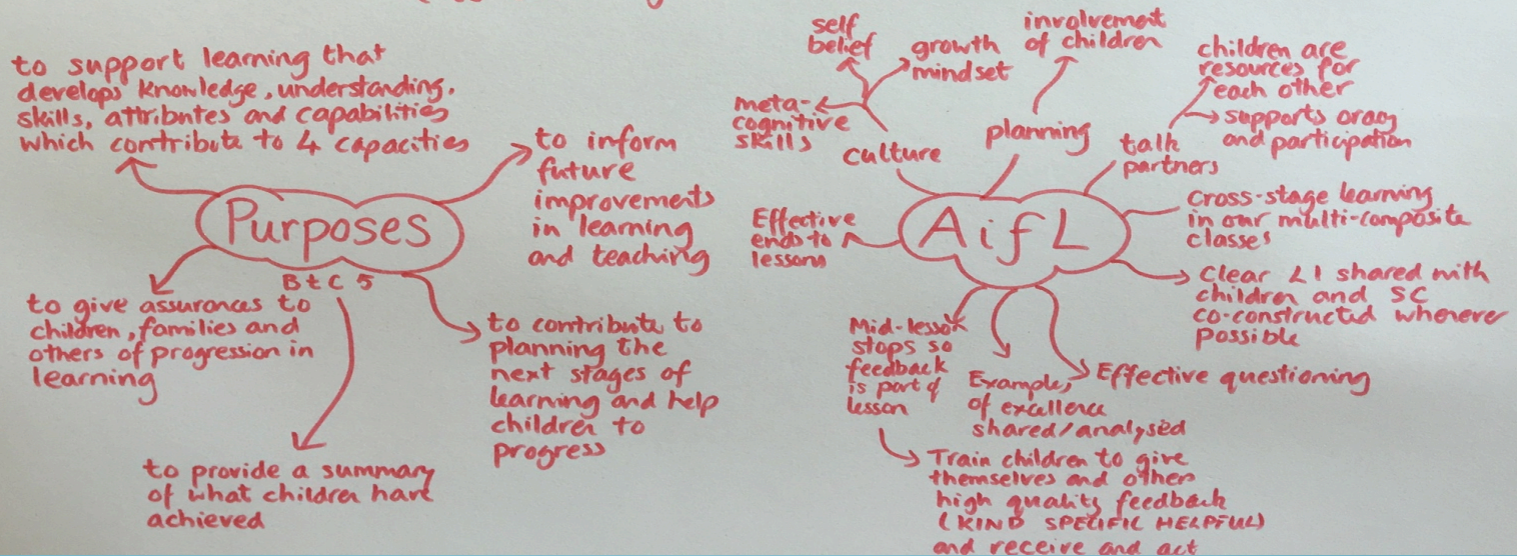 to support learning that
develops knowledge, understanding,
skills, attributes and capabilities
which contribute to 4 capacities
to inform
future
improvements
in learning
and teaching
Purposes
BtC 5
to give assurances to
children, families and
others of progression in
learning
to contribute to
planning the
next stages of
learning and help
children to
progress
to provide a summary
of what children have
achieved
self
belief
growth
mindset
meta-
cognitive
skills
culture
involvement
of children
planning
children are
resources for
each other
supports oracy
and participation
talk
partners
AifL
Effective
ends to
lessons
cross-stage learning
in our multi-composite
classes
Clear LI shared with
children and SC
co-constructed whenever
possible
Mid-lesson
stops so
feedback
is part of
lesson
Examples
of excellence
shared/analysed
Effective questioning
Train children to give
themselves and others
high quality feedback
(KIND SPECIFIC HELPFUL)
and receive and act